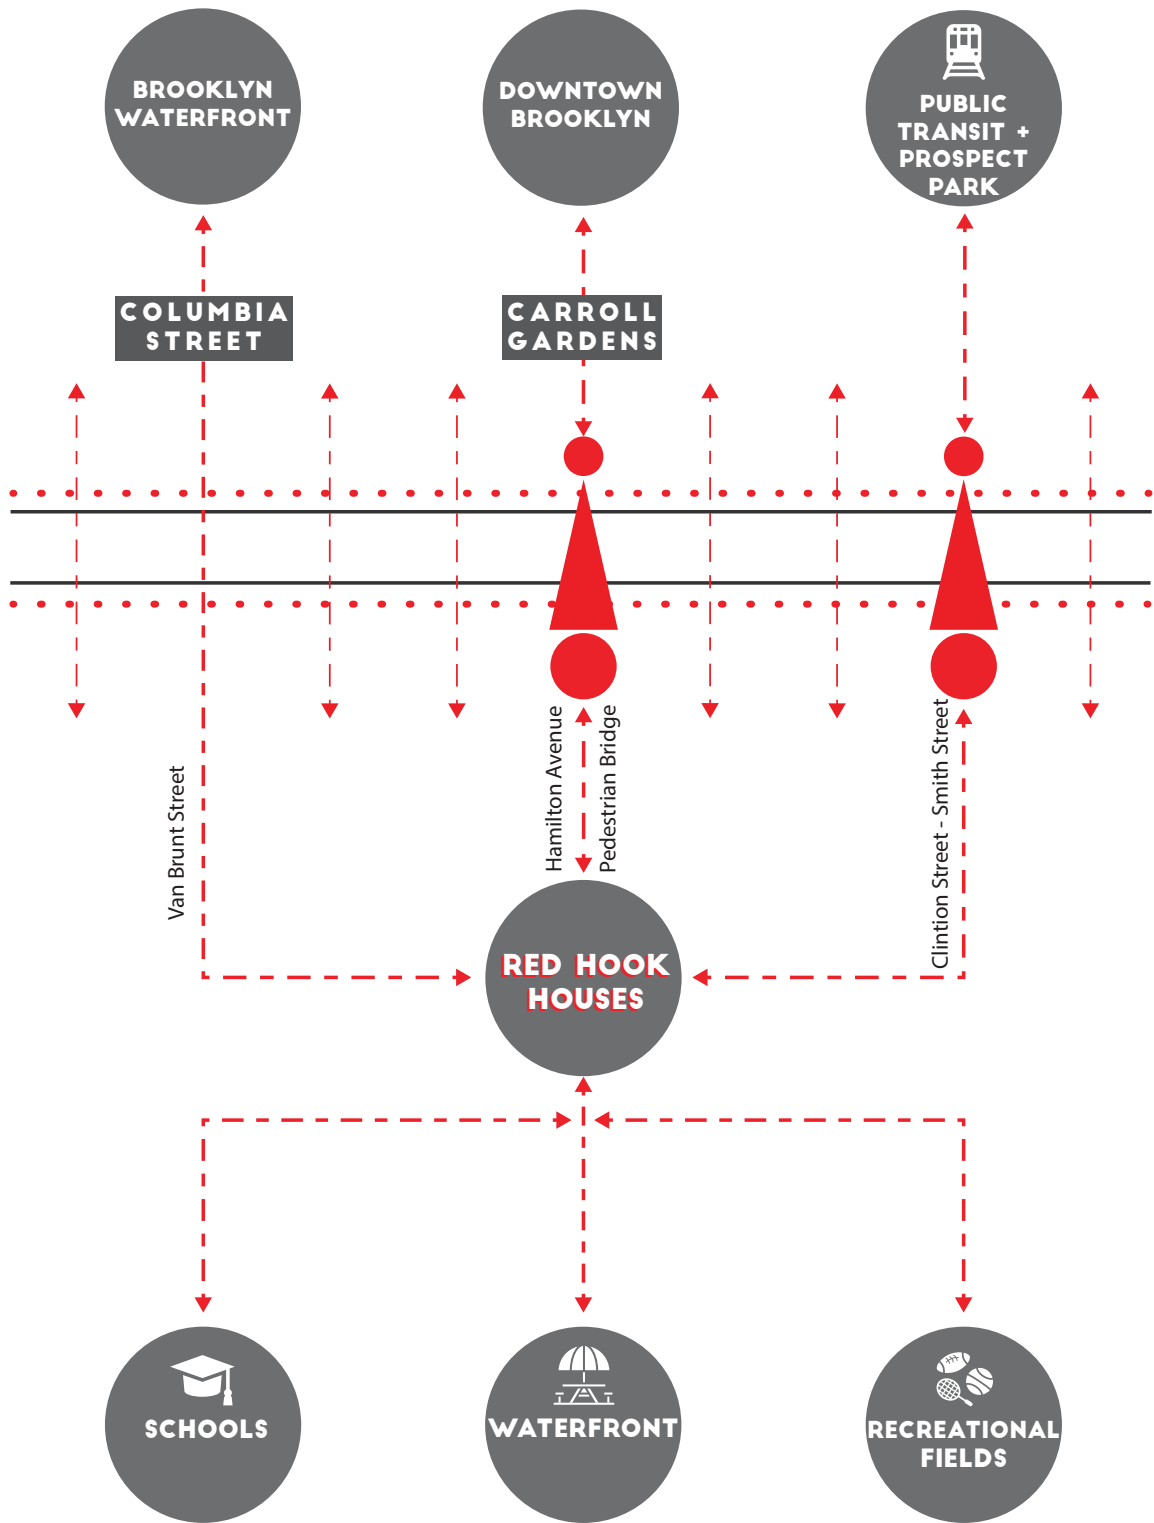 BROOKLYN
WATERFRONT
DOWNTOWN
BROOKLYN
PUBLIC
TRANSIT +
PROSPECT
PARK
COLUMBIA
STREET
CARROLL
GARDENS
Van Brunt Street
Hamilton Avenue
Pedestrian Bridge
Clintion Street - Smith Street
RED HOOK
HOUSES
SCHOOLS
WATERFRONT
RECREATIONAL
FIELDS